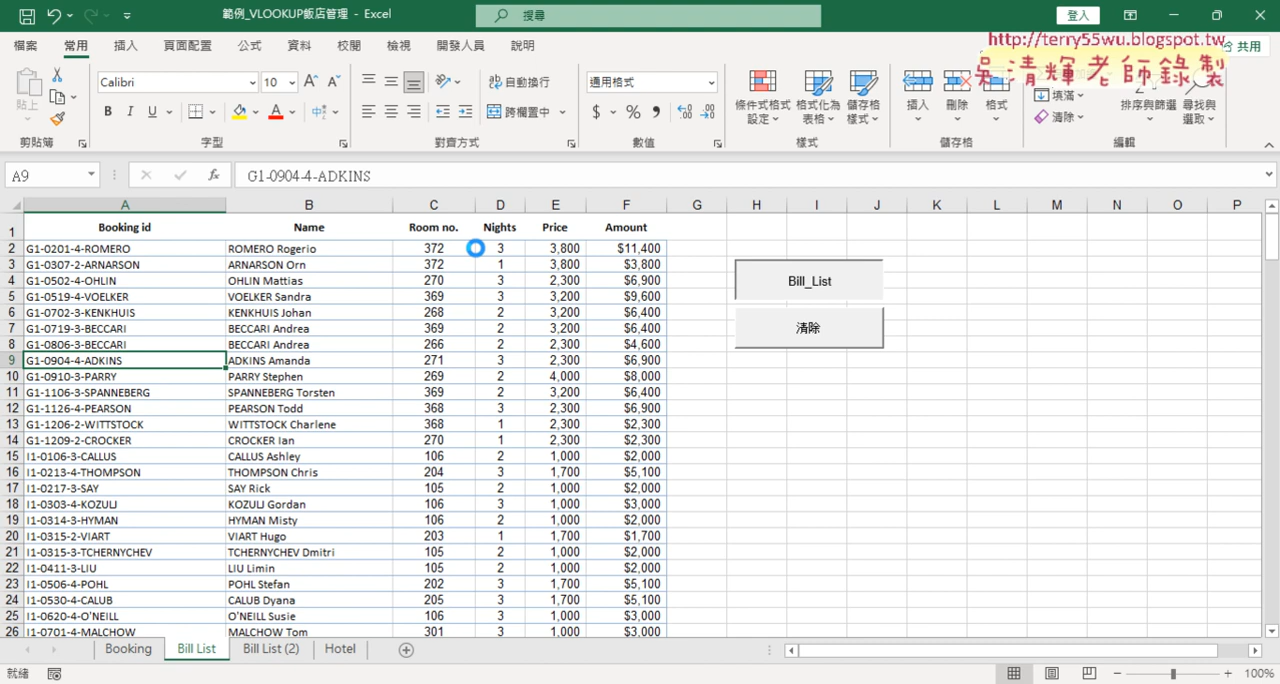 範例_VLOOKUP飯店管理 - Excel
搜尋
登入
http://terry55wu.blogspot.tw
吳清輝老師錄製
檔案 常用 插入 頁面配置 公式 資料 校閱 檢視 開發人員 說明 共用
貼上 Calibri 10 自動換行 通用格式 條件式格式設定 格式化為表格 儲存格樣式 插入 刪除 格式 填滿 清除 排序與篩選 尋找與選取
B I U A 跨欄置中 $ % 9
剪貼簿 字型 對齊方式 數值 樣式 儲存格 編輯
A9 fx G1-0904-4-ADKINS
A B C D E F G H I J K L M N O P
1 Booking id Name Room no. Nights Price Amount
2 G1-0201-4-ROMERO ROMERO Rogerio 372 3 3,800 $11,400
3 G1-0307-2-ARNARSON ARNARSON Orn 372 1 3,800 $3,800
4 G1-0502-4-OHLIN OHLIN Mattias 270 3 2,300 $6,900
5 G1-0519-4-VOELKER VOELKER Sandra 369 3 3,200 $9,600
6 G1-0702-3-KENKHUIS KENKHUIS Johan 268 2 3,200 $6,400
7 G1-0719-3-BECCARI BECCARI Andrea 369 2 3,200 $6,400
8 G1-0806-3-BECCARI BECCARI Andrea 266 2 2,300 $4,600
9 G1-0904-4-ADKINS ADKINS Amanda 271 3 2,300 $6,900
10 G1-0910-3-PARRY PARRY Stephen 269 2 4,000 $8,000
11 G1-1106-3-SPANNEBERG SPANNEBERG Torsten 369 2 3,200 $6,400
12 G1-1126-4-PEARSON PEARSON Todd 368 3 2,300 $6,900
13 G1-1206-2-WITTSTOCK WITTSTOCK Charlene 368 1 2,300 $2,300
14 G1-1209-2-CROCKER CROCKER Ian 270 1 2,300 $2,300
15 I1-0106-3-CALLUS CALLUS Ashley 106 2 1,000 $2,000
16 I1-0213-4-THOMPSON THOMPSON Chris 204 3 1,700 $5,100
17 I1-0217-3-SAY SAY Rick 105 2 1,000 $2,000
18 I1-0303-4-KOZULJ KOZULJ Gordan 106 3 1,000 $3,000
19 I1-0314-3-HYMAN HYMAN Misty 106 2 1,000 $2,000
20 I1-0315-2-VIART VIART Hugo 203 1 1,700 $1,700
21 I1-0315-3-TCHERNYCHEV TCHERNYCHEV Dmitri 105 2 1,000 $2,000
22 I1-0411-3-LIU LIU Limin 105 2 1,000 $2,000
23 I1-0506-4-POHL POHL Stefan 202 3 1,700 $5,100
24 I1-0530-4-CALUB CALUB Dyana 205 3 1,700 $5,100
25 I1-0620-4-O'NEILL O'NEILL Susie 106 3 1,000 $3,000
26 I1-0701-4-MALCHOW MALCHOW Tom 301 3 1,000 $3,000
Bill_List
清除
Booking Bill List Bill List (2) Hotel
就緒 100%